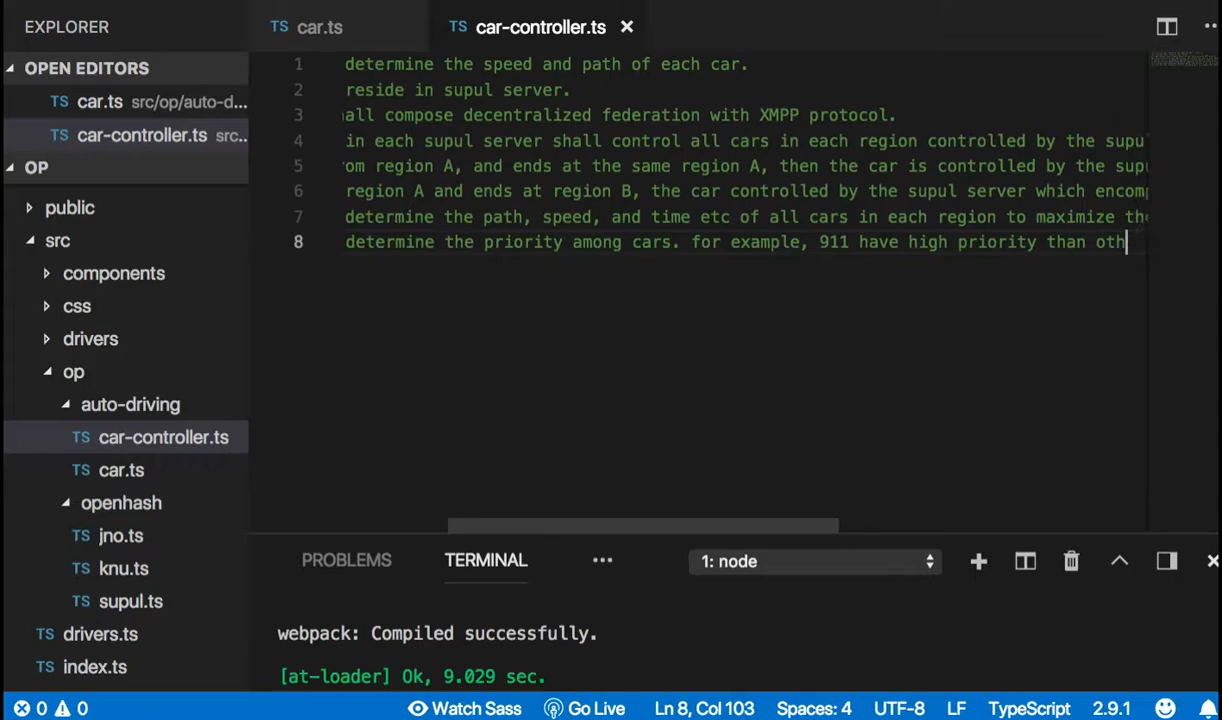 EXPLORER
OPEN EDITORS
TS car.ts src/op/auto-d...
TS car-controller.ts src...
OP
public
src
components
css
drivers
op
auto-driving
TS car-controller.ts
TS car.ts
openhash
TS jno.ts
TS knu.ts
TS supul.ts
TS drivers.ts
TS index.ts
TS car.ts
TS car-controller.ts
1 determine the speed and path of each car.
2 reside in supul server.
3 all compose decentralized federation with XMPP protocol.
4 in each supul server shall control all cars in each region controlled by the supu
5 om region A, and ends at the same region A, then the car is controlled by the sup
6 region A and ends at region B, the car controlled by the supul server which encom
7 determine the path, speed, and time etc of all cars in each region to maximize th
8 determine the priority among cars. for example, 911 have high priority than oth
PROBLEMS TERMINAL ... 1: node
webpack: Compiled successfully.
[at-loader] Ok, 9.029 sec.
0 0 Watch Sass Go Live Ln 8, Col 103 Spaces: 4 UTF-8 LF TypeScript 2.9.1